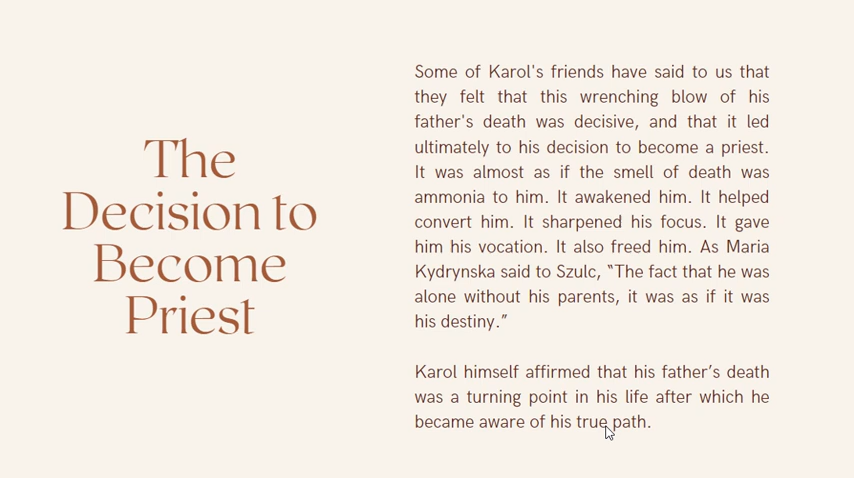 The
Decision to
Become
Priest
Some of Karol's friends have said to us that
they felt that this wrenching blow of his
father's death was decisive, and that it led
ultimately to his decision to become a priest.
It was almost as if the smell of death was
ammonia to him. It awakened him. It helped
convert him. It sharpened his focus. It gave
him his vocation. It also freed him. As Maria
Kydrynska said to Szulc, “The fact that he was
alone without his parents, it was as if it was
his destiny.”
Karol himself affirmed that his father’s death
was a turning point in his life after which he
became aware of his true path.